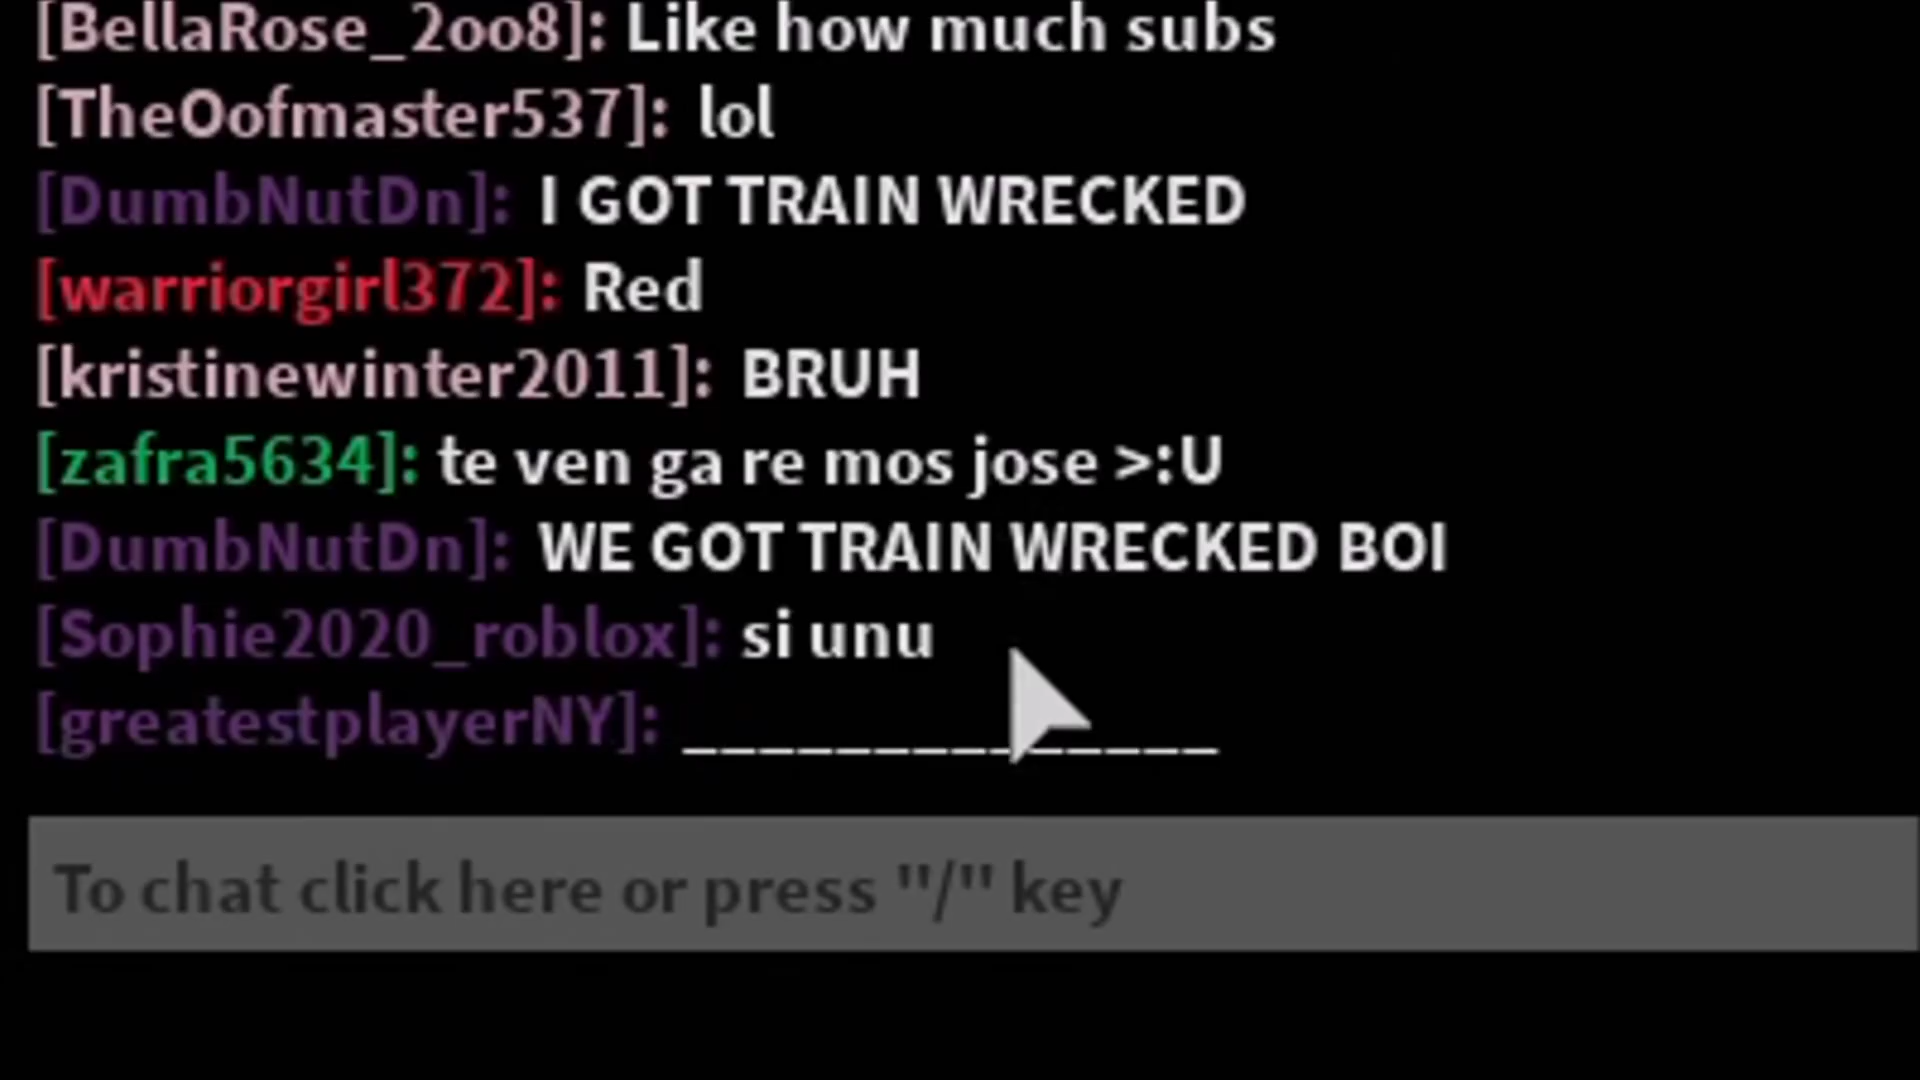 [BellaRose_2oo8]: Like how much subs
[TheOofmaster537]: lol
[DumbNutDn]: I GOT TRAIN WRECKED
[warriorgirl372]: Red
[kristinewinter2011]: BRUH
[zafra5634]: te ven ga re mos jose >:U
[DumbNutDn]: WE GOT TRAIN WRECKED BOI
[Sophie2020_roblox]: si unu
[greatestplayerNY]: ______________
To chat click here or press "/" key